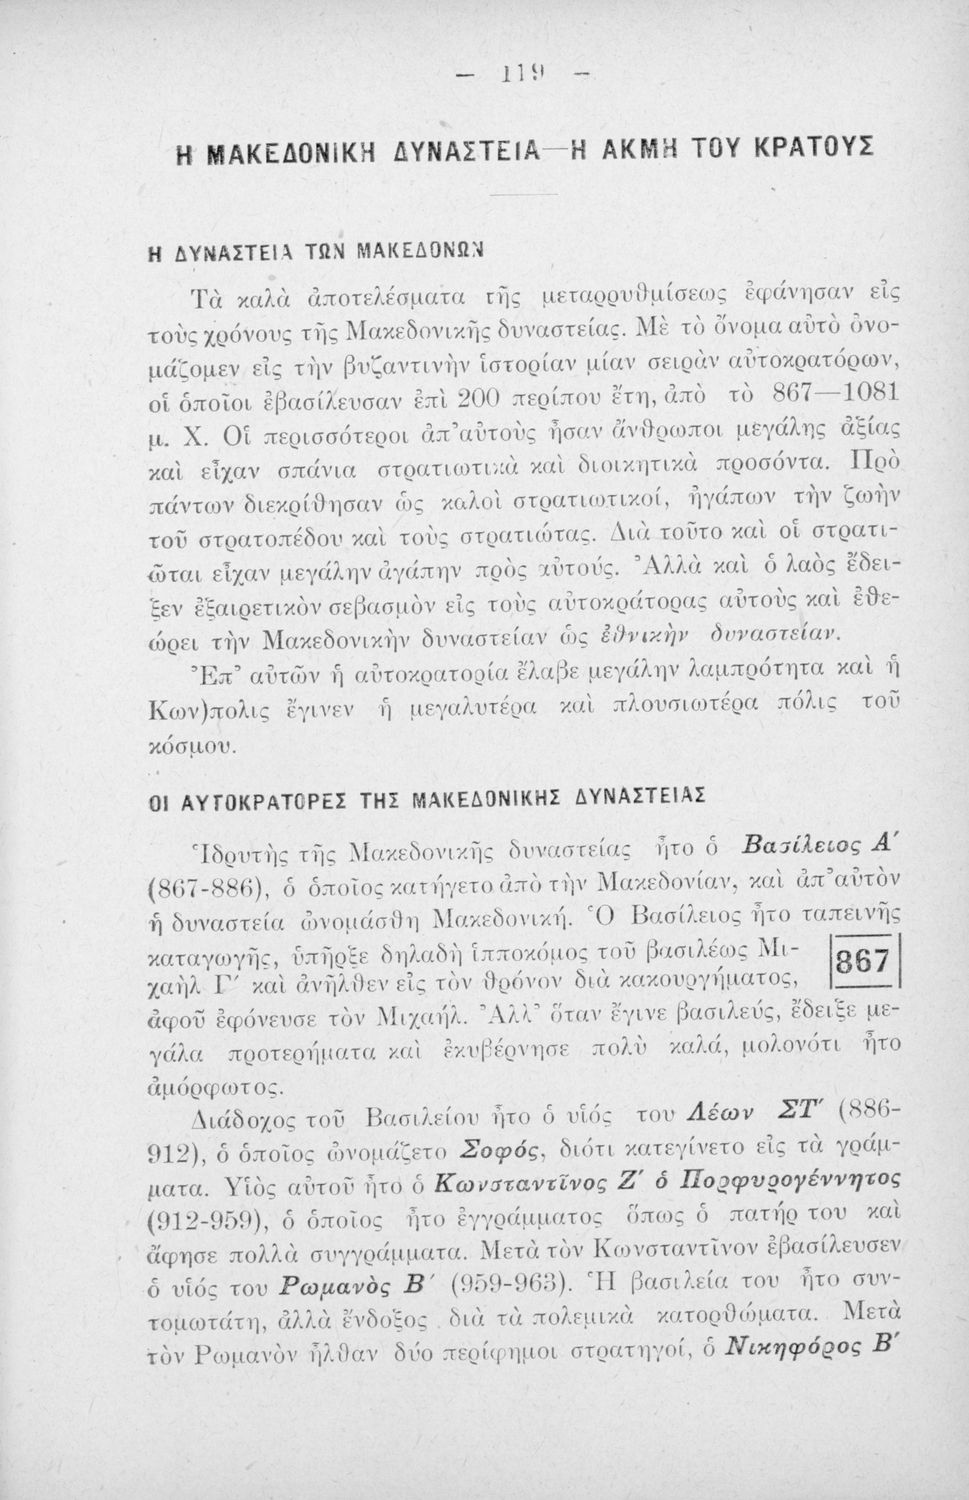 — 119 —
Η ΜΑΚΕΔΟΝΙΚΗ ΔΥΝΑΣΤΕΙΑ—Η ΑΚΜΗ ΤΟΥ ΚΡΑΤΟΥΣ
Η ΔΥΝΑΣΤΕΙΑ ΤΩΝ ΜΑΚΕΔΟΝΩΝ
Τὰ καλὰ ἀποτελέσματα τῆς μεταρρυθμίσεως ἐφάνησαν εἰς
τοὺς χρόνους τῆς Μακεδονικῆς δυναστείας. Μὲ τὸ ὄνομα αὐτὸ ὀνο-
μάζομεν εἰς τὴν βυζαντινὴν ἱστορίαν μίαν σειρὰν αὐτοκρατόρων,
οἱ ὁποῖοι ἐβασίλευσαν ἐπὶ 200 περίπου ἔτη, ἀπὸ τὸ 867—1081
μ. Χ. Οἱ περισσότεροι ἀπ᾿αὐτοὺς ἦσαν ἄνθρωποι μεγάλης ἀξίας
καὶ εἶχαν σπάνια στρατιωτικὰ καὶ διοικητικὰ προσόντα. Πρὸ
πάντων διεκρίθησαν ὡς καλοὶ στρατιωτικοί, ἠγάπων τὴν ζωὴν
τοῦ στρατοπέδου καὶ τοὺς στρατιώτας. Διὰ τοῦτο καὶ οἱ στρατι-
ῶται εἶχαν μεγάλην ἀγάπην πρὸς αὐτούς. Ἀλλὰ καὶ ὁ λαὸς ἔδει-
ξεν ἐξαιρετικὸν σεβασμὸν εἰς τοὺς αὐτοκράτορας αὐτοὺς καὶ ἐθε-
ώρει τὴν Μακεδονικὴν δυναστείαν ὡς ἐθνικὴν δυναστείαν.
Ἐπ᾿ αὐτῶν ἡ αὐτοκρατορία ἔλαβε μεγάλην λαμπρότητα καὶ ἡ
Κων)πολις ἔγινεν ἡ μεγαλυτέρα καὶ πλουσιωτέρα πόλις τοῦ
κόσμου.
ΟΙ ΑΥΤΟΚΡΑΤΟΡΕΣ ΤΗΣ ΜΑΚΕΔΟΝΙΚΗΣ ΔΥΝΑΣΤΕΙΑΣ
Ἱδρυτὴς τῆς Μακεδονικῆς δυναστείας ἦτο ὁ Βασίλειος Α΄
(867-886), ὁ ὁποῖος κατήγετο ἀπὸ τὴν Μακεδονίαν, καὶ ἀπ᾿αὐτὸν
ἡ δυναστεία ὠνομάσθη Μακεδονική. Ὁ Βασίλειος ἦτο ταπεινῆς
καταγωγῆς, ὑπῆρξε δηλαδὴ ἱπποκόμος τοῦ βασιλέως Μι-
χαὴλ Γ΄ καὶ ἀνῆλθεν εἰς τὸν θρόνον διὰ κακουργήματος,
867
ἀφοῦ ἐφόνευσε τὸν Μιχαήλ. Ἀλλ᾿ ὅταν ἔγινε βασιλεύς, ἔδειξε με-
γάλα προτερήματα καὶ ἐκυβέρνησε πολὺ καλά, μολονότι ἦτο
ἀμόρφωτος.
Διάδοχος τοῦ Βασιλείου ἦτο ὁ υἱός του Λέων ΣΤ΄ (886-
912), ὁ ὁποῖος ὠνομάζετο Σοφός, διότι κατεγίνετο εἰς τὰ γράμ-
ματα. Υἱὸς αὐτοῦ ἦτο ὁ Κωνσταντῖνος Ζ΄ ὁ Πορφυρογέννητος
(912-959), ὁ ὁποῖος ἦτο ἐγγράμματος ὅπως ὁ πατήρ του καὶ
ἄφησε πολλὰ συγγράμματα. Μετὰ τὸν Κωνσταντῖνον ἐβασίλευσεν
ὁ υἱός του Ρωμανὸς Β΄ (959-963). Ἡ βασιλεία του ἦτο συν-
τομωτάτη, ἀλλὰ ἔνδοξος διὰ τὰ πολεμικὰ κατορθώματα. Μετὰ
τὸν Ρωμανὸν ἦλθαν δύο περίφημοι στρατηγοί, ὁ Νικηφόρος Β΄